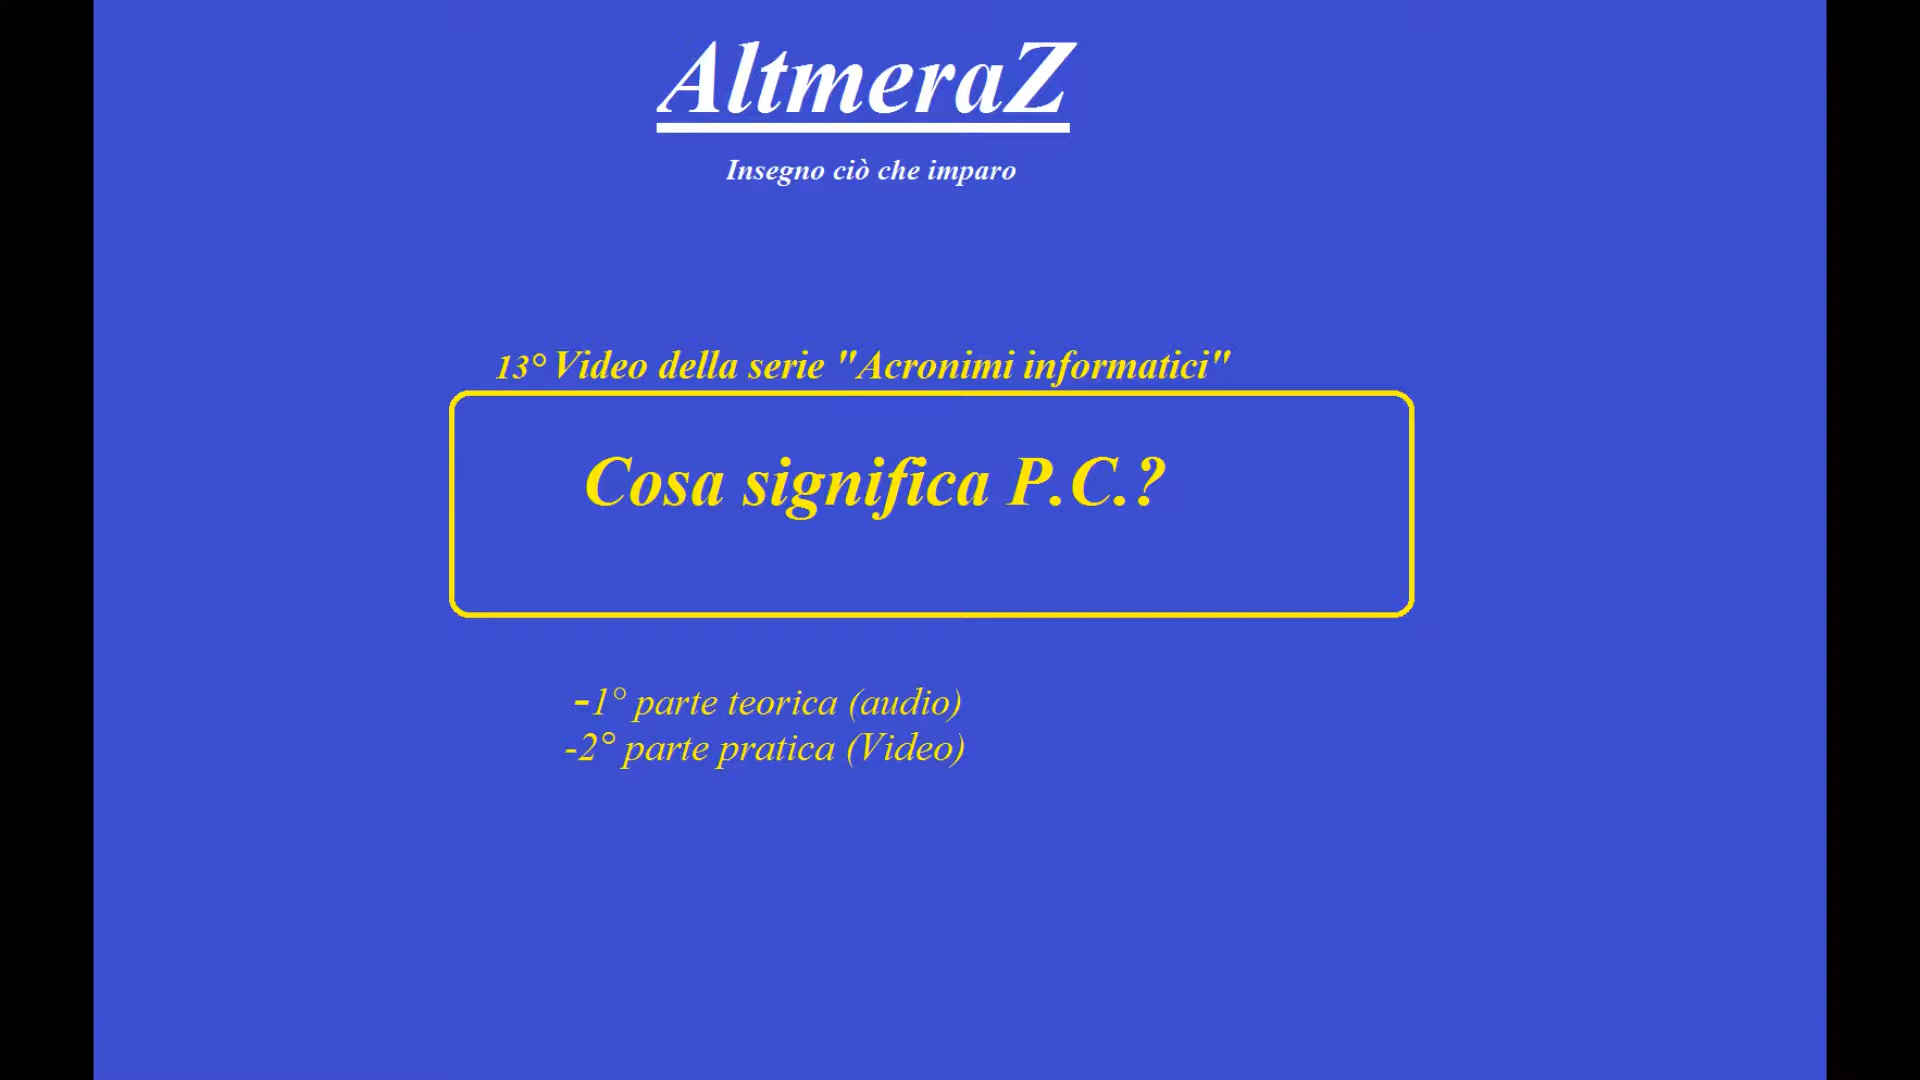 AltmeraZ
Insegno ciò che imparo
13° Video della serie "Acronimi informatici"
Cosa significa P.C.?
-1° parte teorica (audio)
-2° parte pratica (Video)